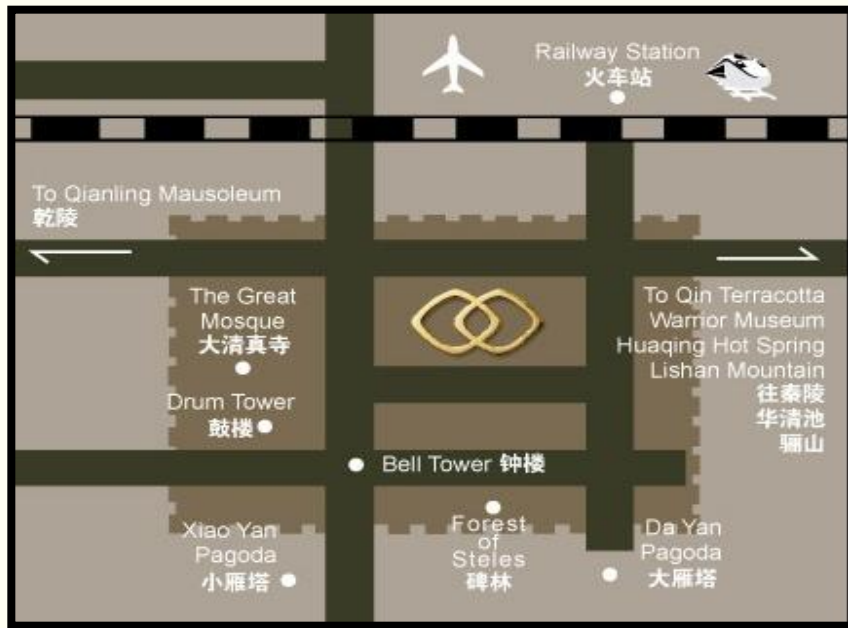 Railway Station
火车站
To Qianling Mausoleum
乾陵
The Great
Mosque
大清真寺
To Qin Terracotta
Warrior Museum
Huaqing Hot Spring
Lishan Mountain
往秦陵
华清池
骊山
Drum Tower
鼓楼
Bell Tower 钟楼
Xiao Yan
Pagoda
小雁塔
Forest
of
Steles
碑林
Da Yan
Pagoda
大雁塔